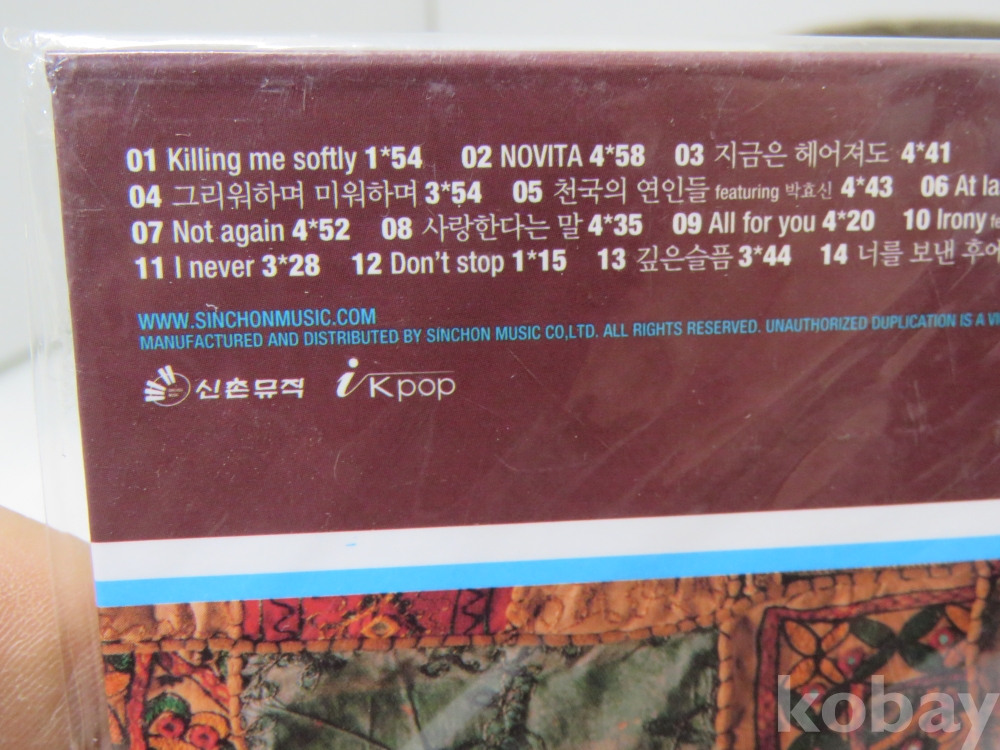 01 Killing me softly 1*54 02 NOVITA 4*58 03 지금은 헤어져도 4*41
04 그리워하며 미워하며 3*54 05 천국의 연인들 featuring 박효신 4*43 06 At la
07 Not again 4*52 08 사랑한다는 말 4*35 09 All for you 4*20 10 Irony
11 I never 3*28 12 Don't stop 1*15 13 깊은슬픔 3*44 14 너를 보낸 후에
WWW.SINCHONMUSIC.COM
MANUFACTURED AND DISTRIBUTED BY SINCHON MUSIC CO,LTD. ALL RIGHTS RESERVED. UNAUTHORIZED DUPLICATION IS A
신촌뮤직 iKpop
kobay